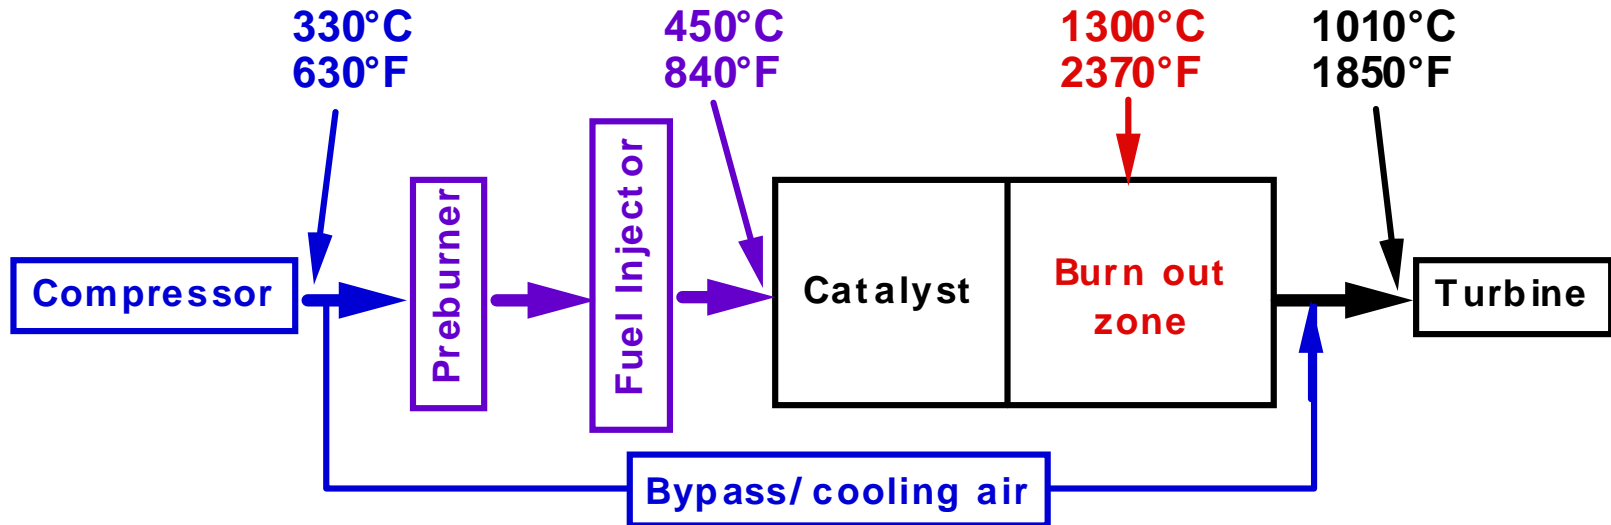 330°C
630°F
450°C
840°F
1300°C
2370°F
1010°C
1850°F
Compressor
Preburner
Fuel Injector
Catalyst
Burn out
zone
Turbine
Bypass/ cooling air